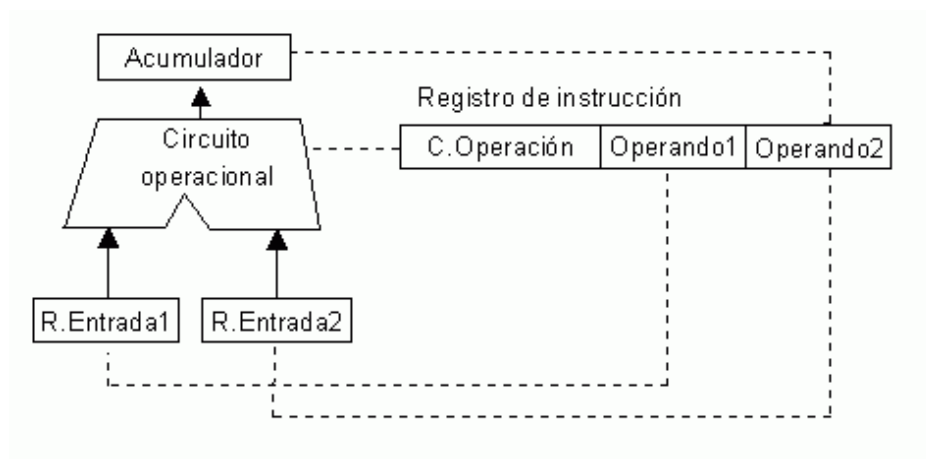 Acumulador
Registro de instrucción
Circuito
operacional
C.Operación
Operando1
Operando2
R.Entrada1
R.Entrada2